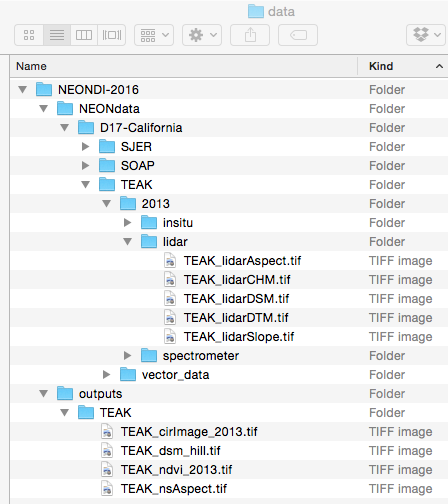 data
Name Kind
NEONDI-2016 Folder
NEONdata Folder
D17-California Folder
SJER Folder
SOAP Folder
TEAK Folder
2013 Folder
insitu Folder
lidar Folder
TEAK_lidarAspect.tif TIFF image
TEAK_lidarCHM.tif TIFF image
TEAK_lidarDSM.tif TIFF image
TEAK_lidarDTM.tif TIFF image
TEAK_lidarSlope.tif TIFF image
spectrometer Folder
vector_data Folder
outputs Folder
TEAK Folder
TEAK_cirImage_2013.tif TIFF image
TEAK_dsm_hill.tif TIFF image
TEAK_ndvi_2013.tif TIFF image
TEAK_nsAspect.tif TIFF image